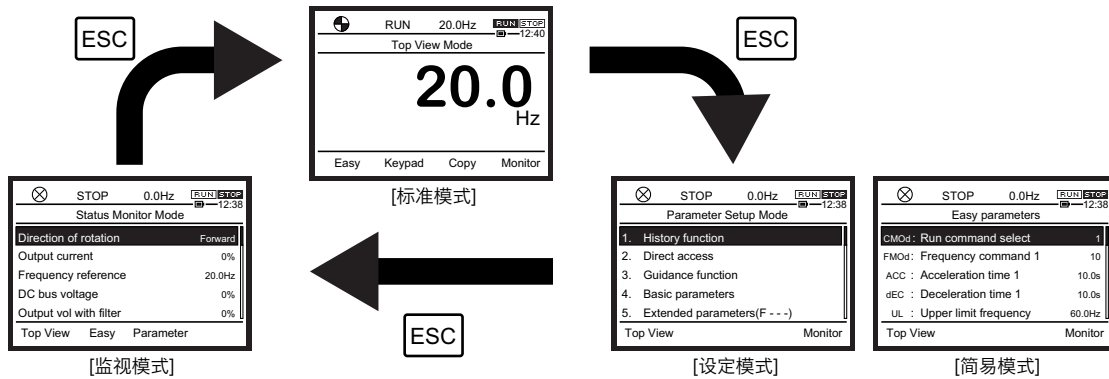 ESC
RUN 20.0Hz RUN STOP
12:40
Top View Mode
20.0
Hz
Easy Keypad Copy Monitor
[标准模式]
ESC
STOP 0.0Hz RUN STOP
12:38
Status Monitor Mode
Direction of rotation Forward
Output current 0%
Frequency reference 20.0Hz
DC bus voltage 0%
Output vol with filter 0%
Top View Easy Parameter
[监视模式]
ESC
STOP 0.0Hz RUN STOP
12:38
Parameter Setup Mode
1. History function
2. Direct access
3. Guidance function
4. Basic parameters
5. Extended parameters(F - - -)
Top View Monitor
[设定模式]
STOP 0.0Hz RUN STOP
12:38
Easy parameters
CMOd : Run command select 1
FMOd : Frequency command 1 10
ACC : Acceleration time 1 10.0s
dEC : Deceleration time 1 10.0s
UL : Upper limit frequency 60.0Hz
Top View Monitor
[简易模式]